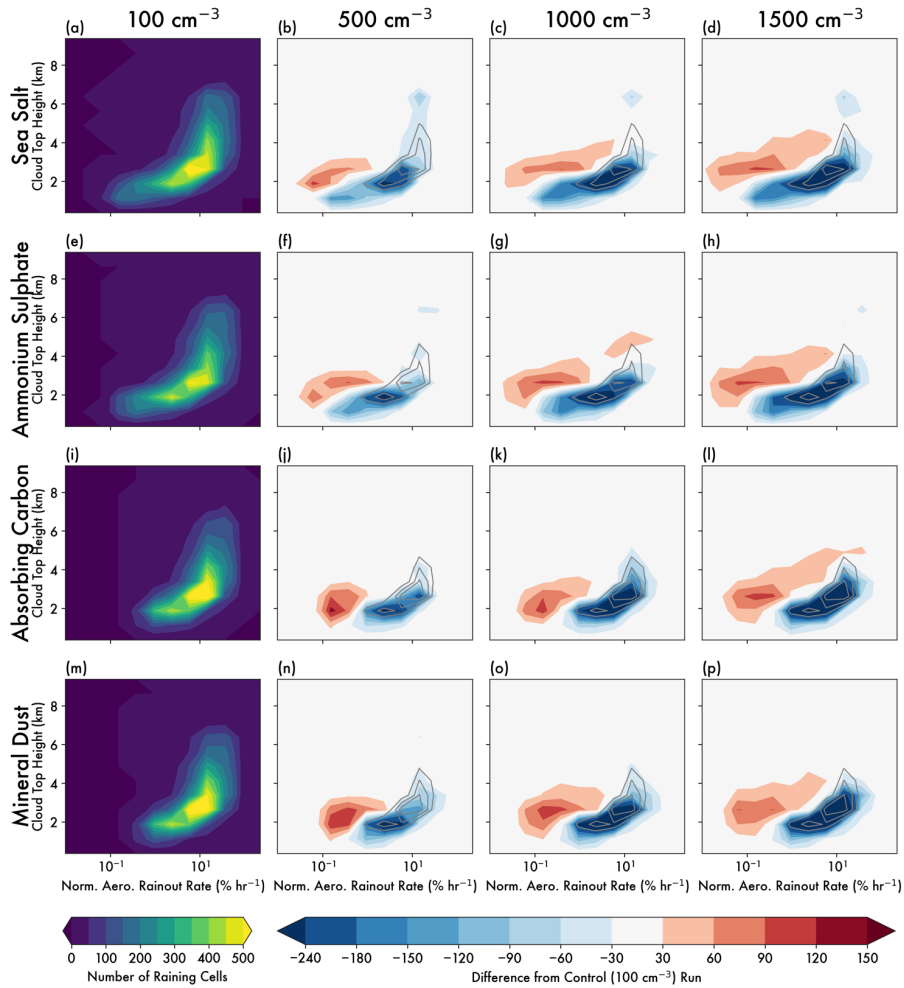 100 cm⁻³ 500 cm⁻³ 1000 cm⁻³ 1500 cm⁻³
(a) (b) (c) (d)
Sea Salt
Cloud Top Height (km)
8
6
4
2
(e) (f) (g) (h)
Ammonium Sulphate
Cloud Top Height (km)
8
6
4
2
(i) (j) (k) (l)
Absorbing Carbon
Cloud Top Height (km)
8
6
4
2
(m) (n) (o) (p)
Mineral Dust
Cloud Top Height (km)
8
6
4
2
10⁻¹ 10¹ 10⁻¹ 10¹ 10⁻¹ 10¹ 10⁻¹ 10¹
Norm. Aero. Rainout Rate (% hr⁻¹) Norm. Aero. Rainout Rate (% hr⁻¹) Norm. Aero. Rainout Rate (% hr⁻¹) Norm. Aero. Rainout Rate (% hr⁻¹)
0 100 200 300 400 500 −240 −180 −150 −120 −90 −60 −30 30 60 90 120 150
Number of Raining Cells Difference from Control (100 cm⁻³) Run